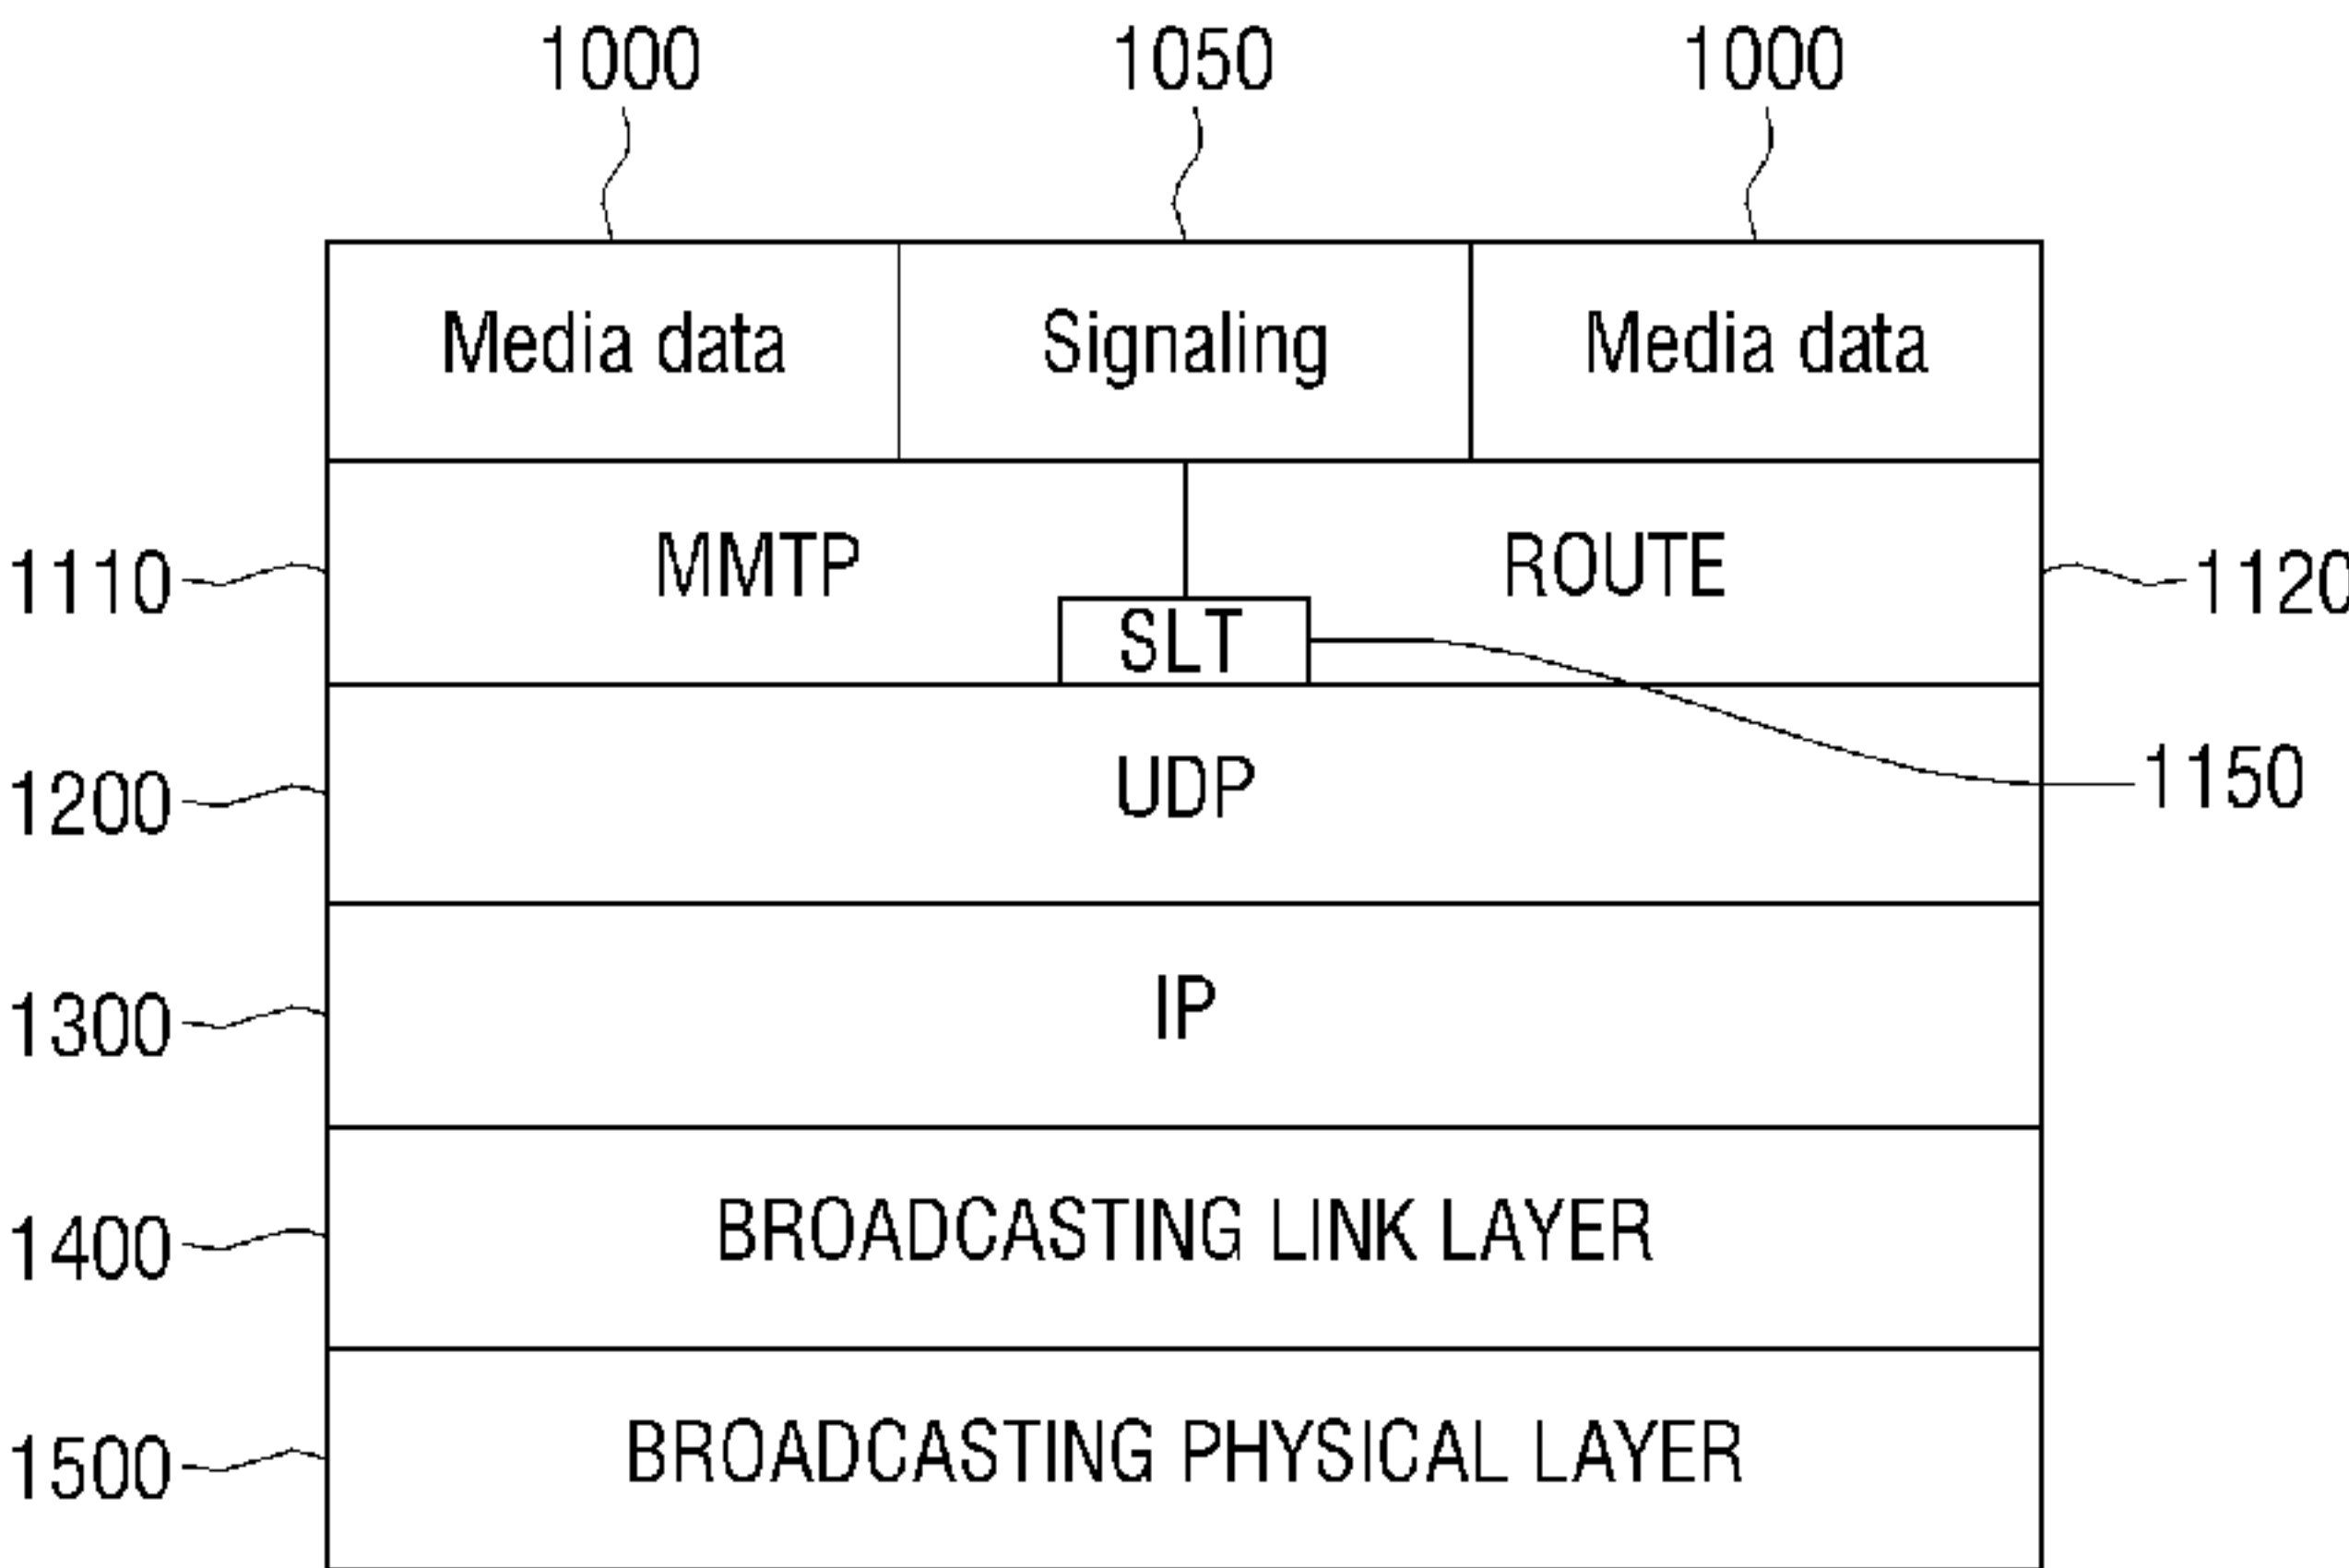 1000 1050 1000
Media data Signaling Media data
1110 MMTP ROUTE 1120
SLT
1200 UDP 1150
1300 IP
1400 BROADCASTING LINK LAYER
1500 BROADCASTING PHYSICAL LAYER